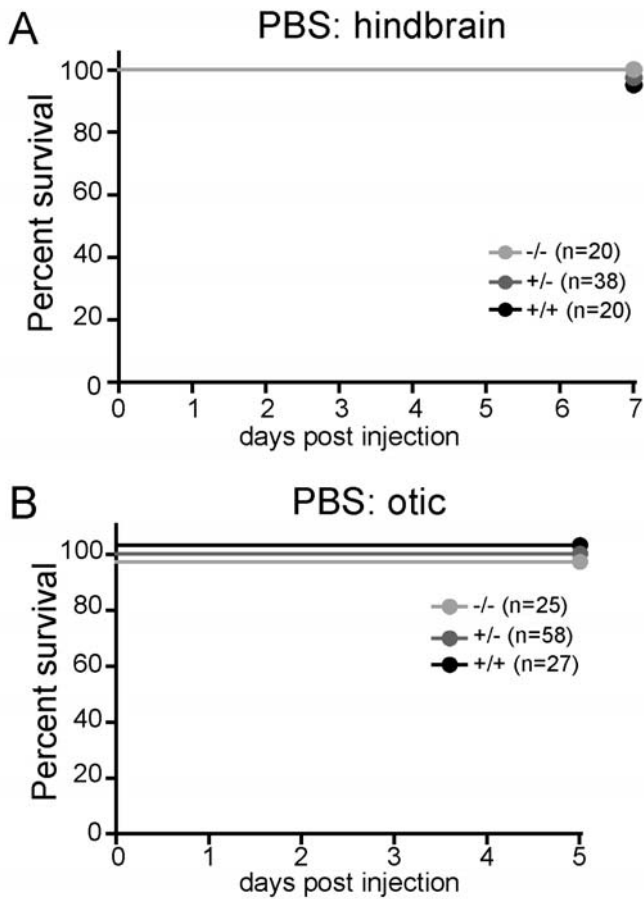 A
PBS: hindbrain
Percent survival
100
80
60
40
20
0
-/- (n=20)
+/- (n=38)
+/+ (n=20)
0 1 2 3 4 5 6 7
days post injection
B
PBS: otic
Percent survival
100
80
60
40
20
0
-/- (n=25)
+/- (n=58)
+/+ (n=27)
0 1 2 3 4 5
days post injection